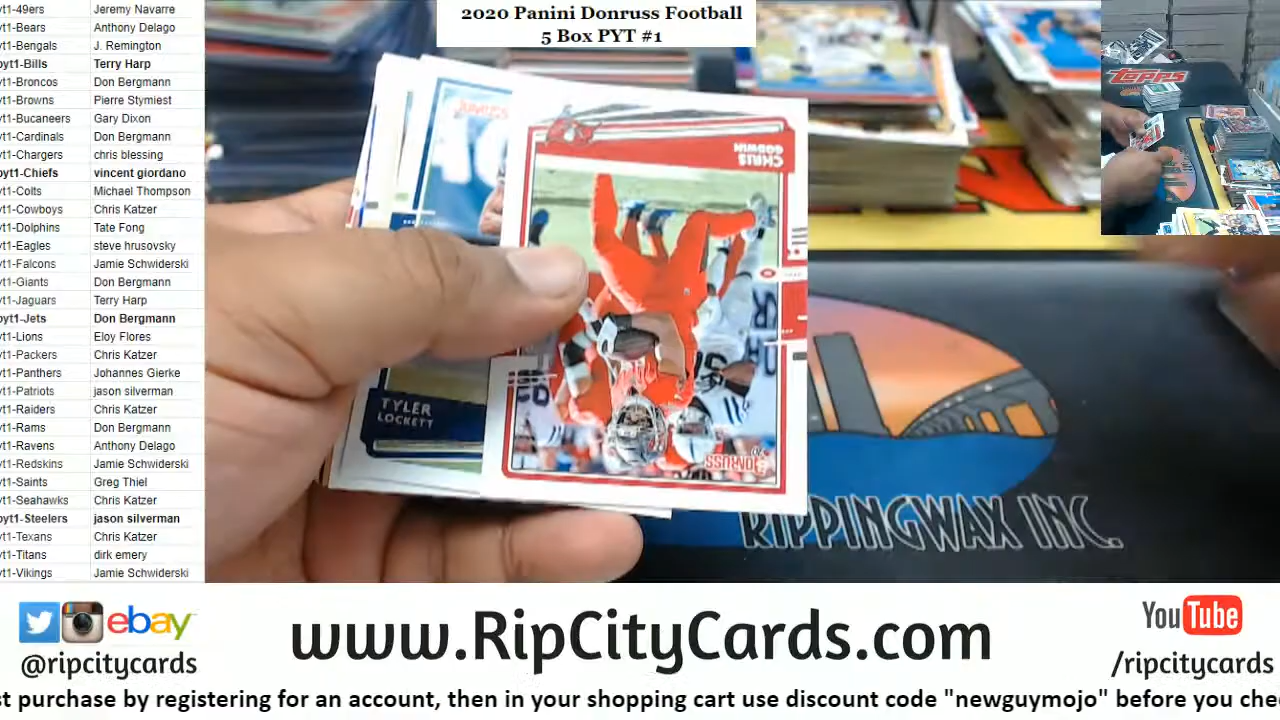 2020 Panini Donruss Football
5 Box PYT #1
yt1-49ers Jeremy Navarre
yt1-Bears Anthony Delago
yt1-Bengals J. Remington
pyt1-Bills Terry Harp
yt1-Broncos Don Bergmann
yt1-Browns Pierre Stymiest
yt1-Bucaneers Gary Dixon
yt1-Cardinals Don Bergmann
yt1-Chargers chris blessing
pyt1-Chiefs vincent giordano
yt1-Colts Michael Thompson
yt1-Cowboys Chris Katzer
yt1-Dolphins Tate Fong
yt1-Eagles steve hrusovsky
yt1-Falcons Jamie Schwiderski
yt1-Giants Don Bergmann
yt1-Jaguars Terry Harp
pyt1-Jets Don Bergmann
yt1-Lions Eloy Flores
yt1-Packers Chris Katzer
yt1-Panthers Johannes Gierke
yt1-Patriots jason silverman
yt1-Raiders Chris Katzer
yt1-Rams Don Bergmann
yt1-Ravens Anthony Delago
yt1-Redskins Jamie Schwiderski
yt1-Saints Greg Thiel
yt1-Seahawks Chris Katzer
pyt1-Steelers jason silverman
yt1-Texans Chris Katzer
yt1-Titans dirk emery
yt1-Vikings Jamie Schwiderski
CHRIS
GODWIN
DONRUSS
TYLER
LOCKETT
TOPPS
RIPPINGWAX INC.
ebay
@ripcitycards
www.RipCityCards.com
YouTube
/ripcitycards
st purchase by registering for an account, then in your shopping cart use discount code "newguymojo" before you che